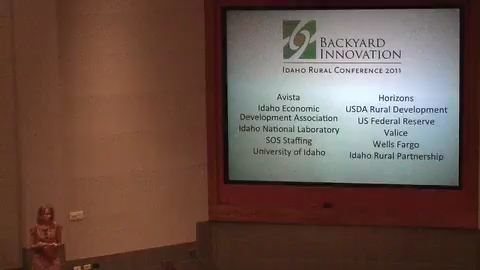 BACKYARD
INNOVATION
IDAHO RURAL CONFERENCE 2011
Avista
Idaho Economic
Development Association
Idaho National Laboratory
SOS Staffing
University of Idaho
Horizons
USDA Rural Development
US Federal Reserve
Valice
Wells Fargo
Idaho Rural Partnership